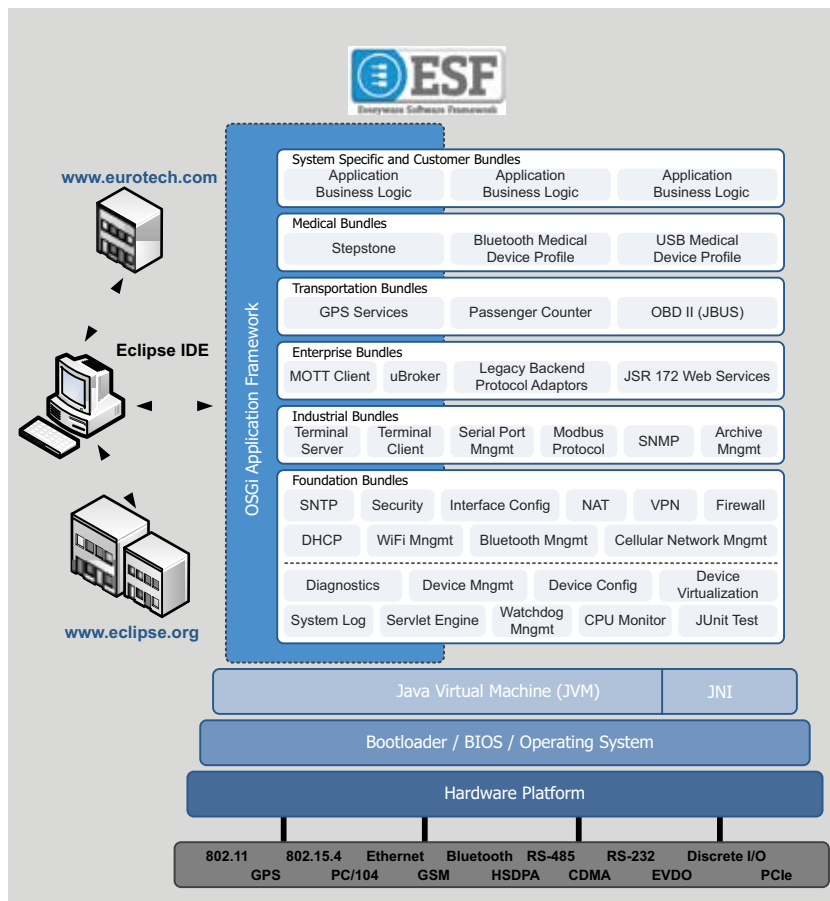 ESF
Everyware Software Framework
www.eurotech.com
Eclipse IDE
www.eclipse.org
OSGi Application Framework
System Specific and Customer Bundles
Application Business Logic
Application Business Logic
Application Business Logic
Medical Bundles
Stepstone
Bluetooth Medical Device Profile
USB Medical Device Profile
Transportation Bundles
GPS Services
Passenger Counter
OBD II (JBUS)
Enterprise Bundles
MOTT Client
uBroker
Legacy Backend Protocol Adaptors
JSR 172 Web Services
Industrial Bundles
Terminal Server
Terminal Client
Serial Port Mngmt
Modbus Protocol
SNMP
Archive Mngmt
Foundation Bundles
SNTP
Security
Interface Config
NAT
VPN
Firewall
DHCP
WiFi Mngmt
Bluetooth Mngmt
Cellular Network Mngmt
Diagnostics
Device Mngmt
Device Config
Device Virtualization
System Log
Servlet Engine
Watchdog Mngmt
CPU Monitor
JUnit Test
Java Virtual Machine (JVM)
JNI
Bootloader / BIOS / Operating System
Hardware Platform
802.11 802.15.4 Ethernet Bluetooth RS-485 RS-232 Discrete I/O
GPS PC/104 GSM HSDPA CDMA EVDO PCIe